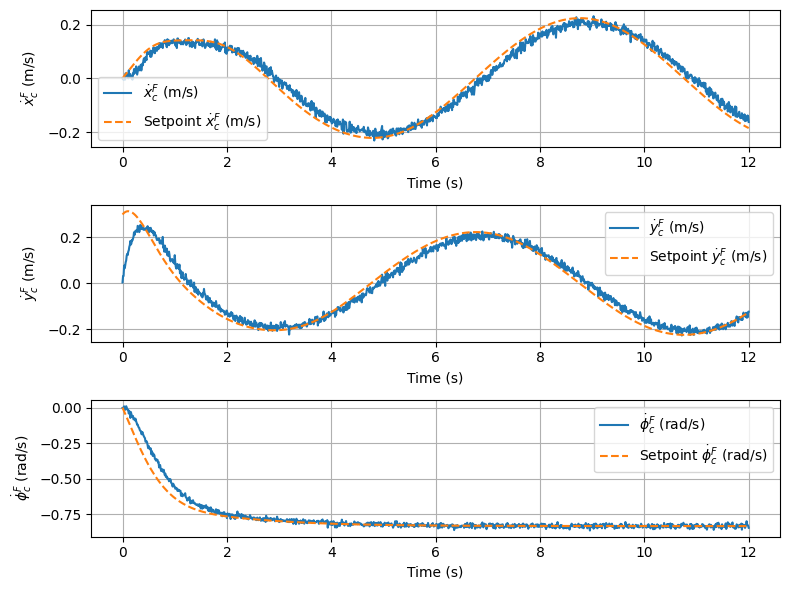 0.2
0.0
−0.2
ẋ_c^F (m/s)
ẋ_c^F (m/s)
Setpoint ẋ_c^F (m/s)
0 2 4 6 8 10 12
Time (s)
0.2
0.0
−0.2
ẏ_c^F (m/s)
ẏ_c^F (m/s)
Setpoint ẏ_c^F (m/s)
0 2 4 6 8 10 12
Time (s)
0.00
−0.25
−0.50
−0.75
ϕ̇_c^F (rad/s)
ϕ̇_c^F (rad/s)
Setpoint ϕ̇_c^F (rad/s)
0 2 4 6 8 10 12
Time (s)